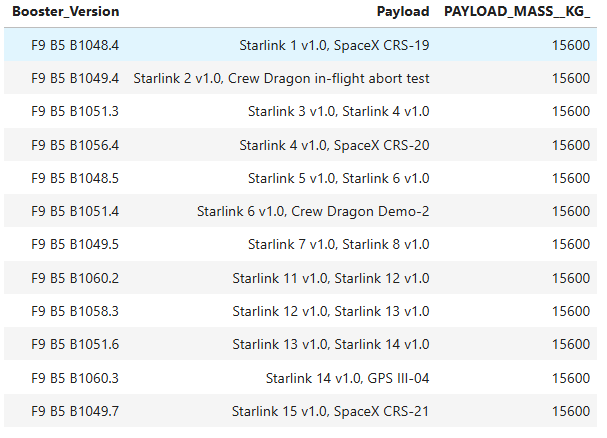 Booster_Version Payload PAYLOAD_MASS__KG_
F9 B5 B1048.4 Starlink 1 v1.0, SpaceX CRS-19 15600
F9 B5 B1049.4 Starlink 2 v1.0, Crew Dragon in-flight abort test 15600
F9 B5 B1051.3 Starlink 3 v1.0, Starlink 4 v1.0 15600
F9 B5 B1056.4 Starlink 4 v1.0, SpaceX CRS-20 15600
F9 B5 B1048.5 Starlink 5 v1.0, Starlink 6 v1.0 15600
F9 B5 B1051.4 Starlink 6 v1.0, Crew Dragon Demo-2 15600
F9 B5 B1049.5 Starlink 7 v1.0, Starlink 8 v1.0 15600
F9 B5 B1060.2 Starlink 11 v1.0, Starlink 12 v1.0 15600
F9 B5 B1058.3 Starlink 12 v1.0, Starlink 13 v1.0 15600
F9 B5 B1051.6 Starlink 13 v1.0, Starlink 14 v1.0 15600
F9 B5 B1060.3 Starlink 14 v1.0, GPS III-04 15600
F9 B5 B1049.7 Starlink 15 v1.0, SpaceX CRS-21 15600